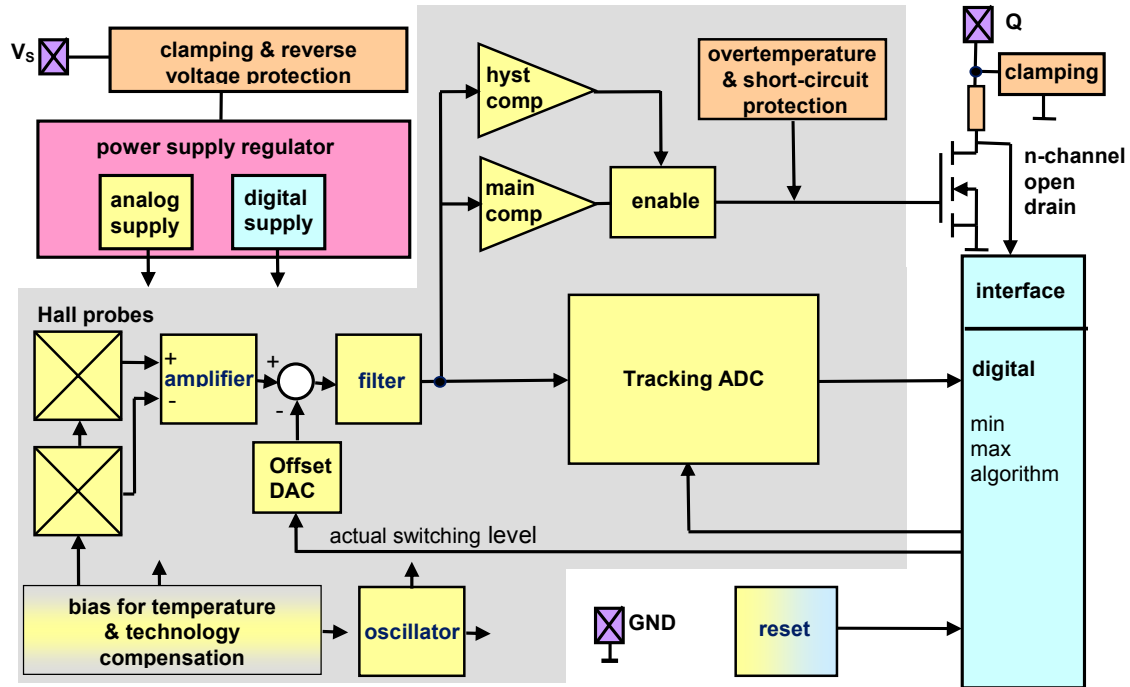 V_S
clamping & reverse
voltage protection
power supply regulator
analog
supply
digital
supply
hyst
comp
main
comp
enable
overtemperature
& short-circuit
protection
Q
clamping
n-channel
open
drain
interface
digital
min
max
algorithm
Hall probes
+
amplifier
-
+
-
filter
Tracking ADC
Offset
DAC
actual switching level
bias for temperature
& technology
compensation
oscillator
GND
reset